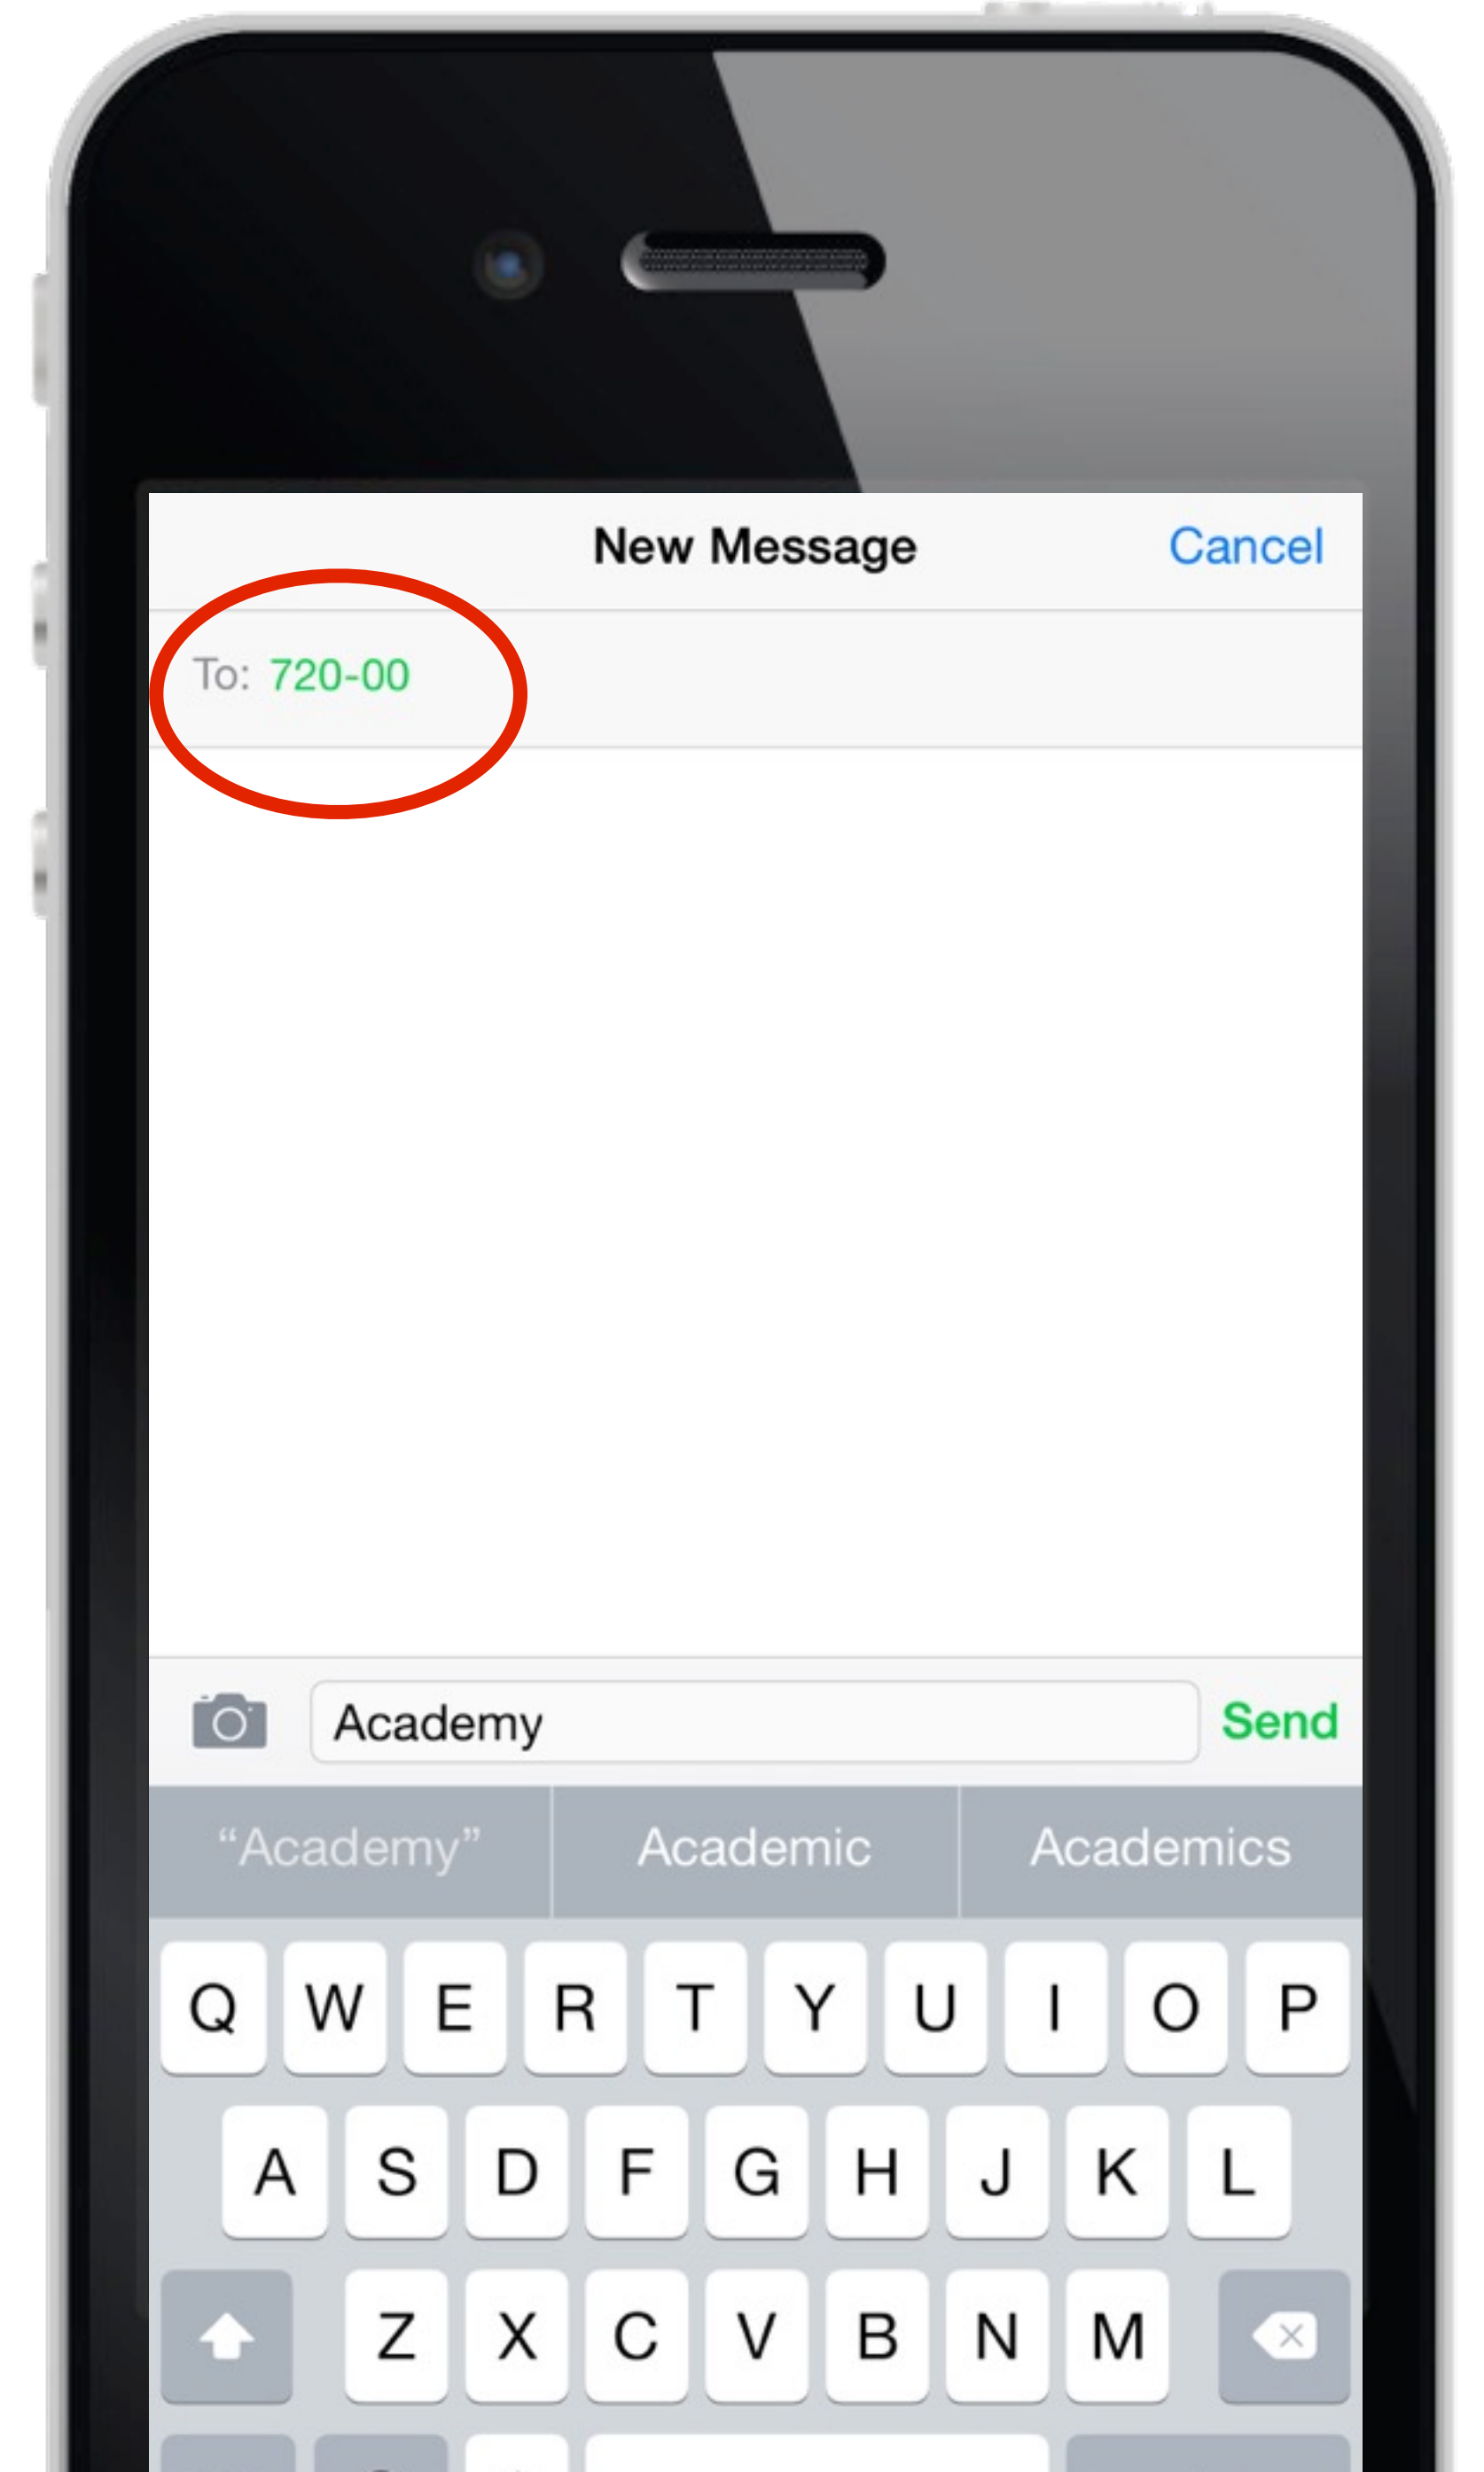 New Message Cancel
To: 720-00
Academy Send
“Academy” Academic Academics
Q W E R T Y U I O P
A S D F G H J K L
Z X C V B N M